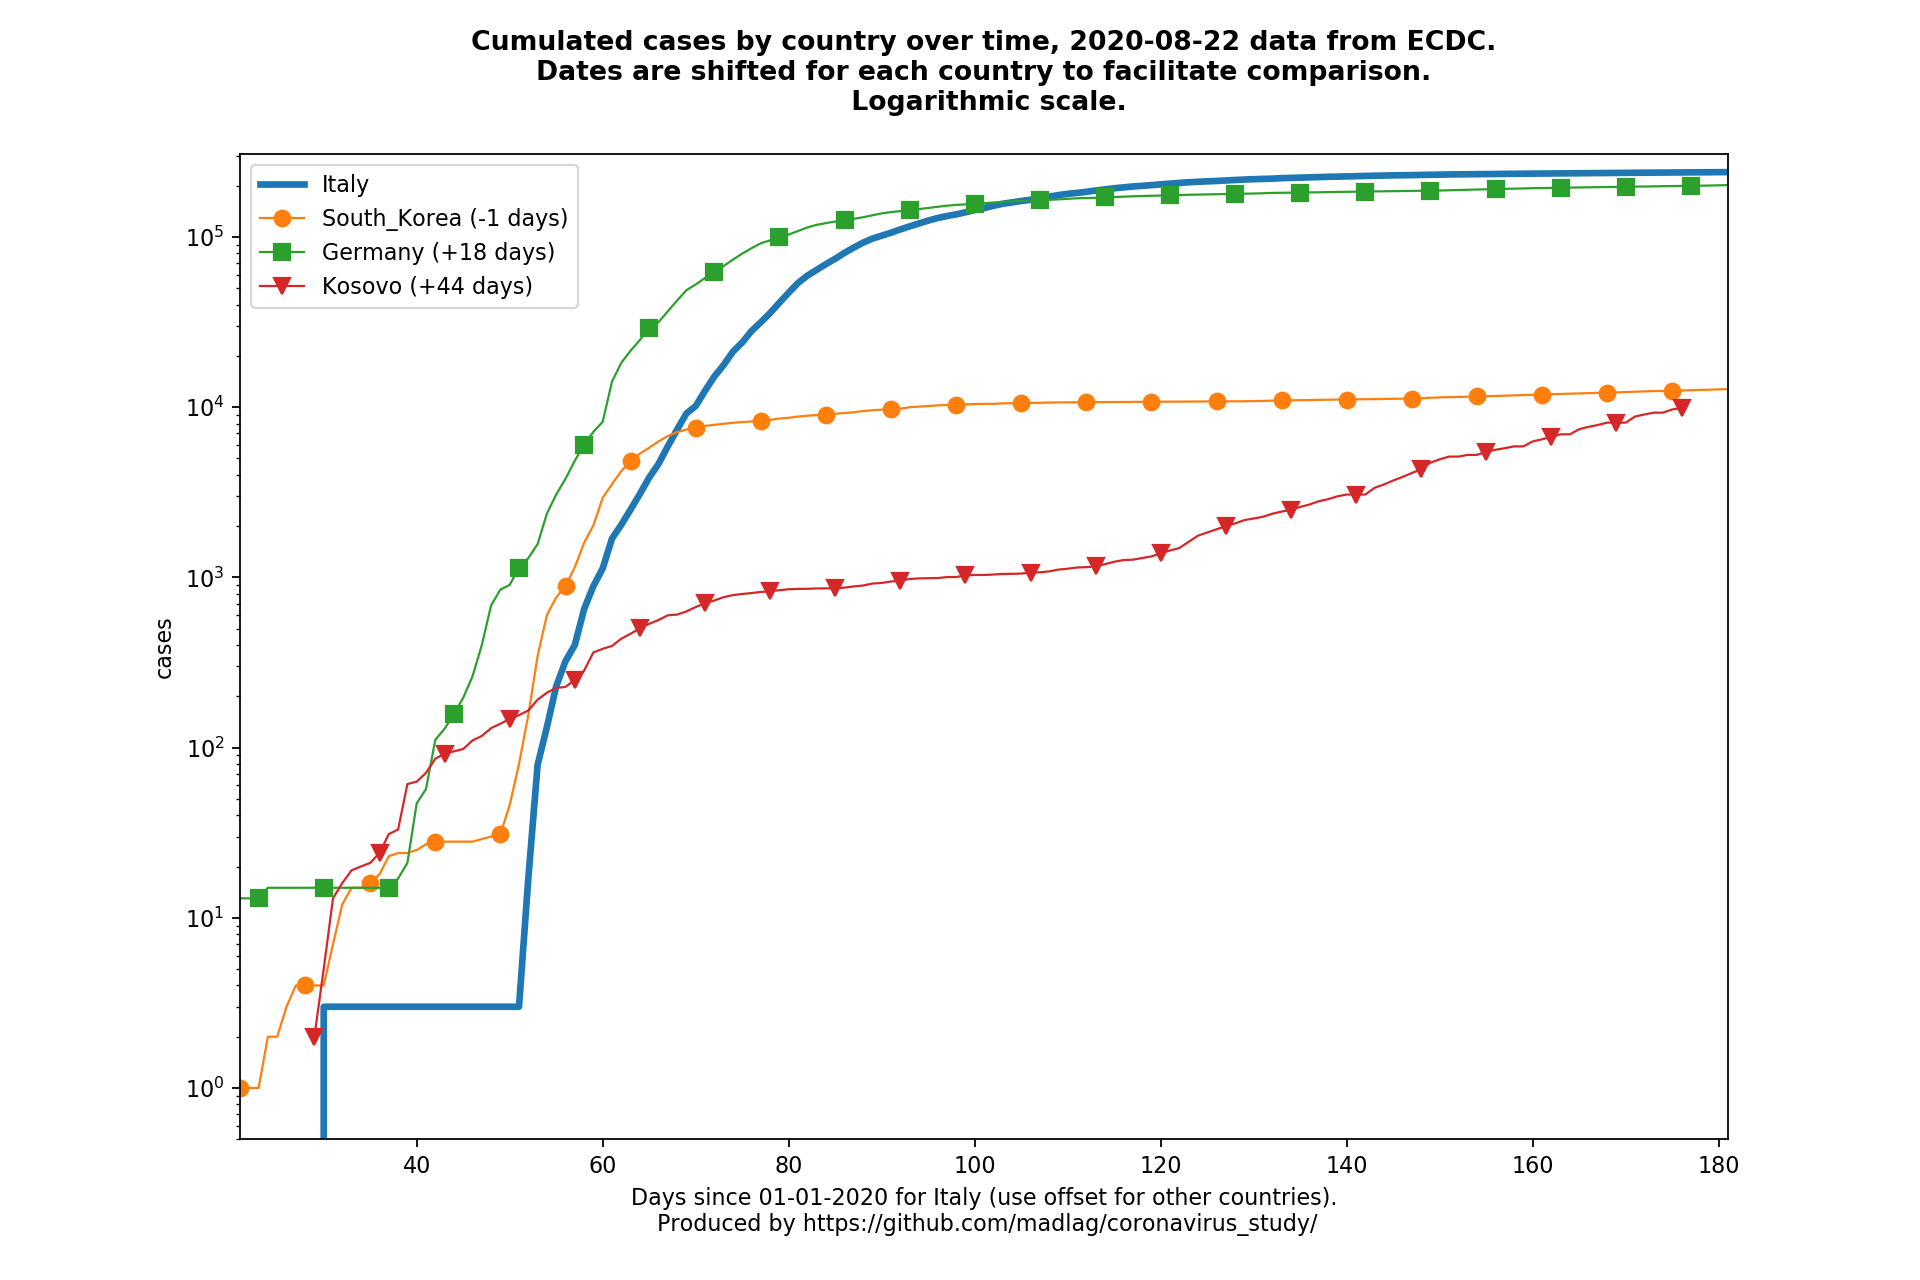 Cumulated cases by country over time, 2020-08-22 data from ECDC.
Dates are shifted for each country to facilitate comparison.
Logarithmic scale.
Italy
South_Korea (-1 days)
Germany (+18 days)
Kosovo (+44 days)
10^5
10^4
10^3
10^2
10^1
10^0
cases
40 60 80 100 120 140 160 180
Days since 01-01-2020 for Italy (use offset for other countries).
Produced by https://github.com/madlag/coronavirus_study/